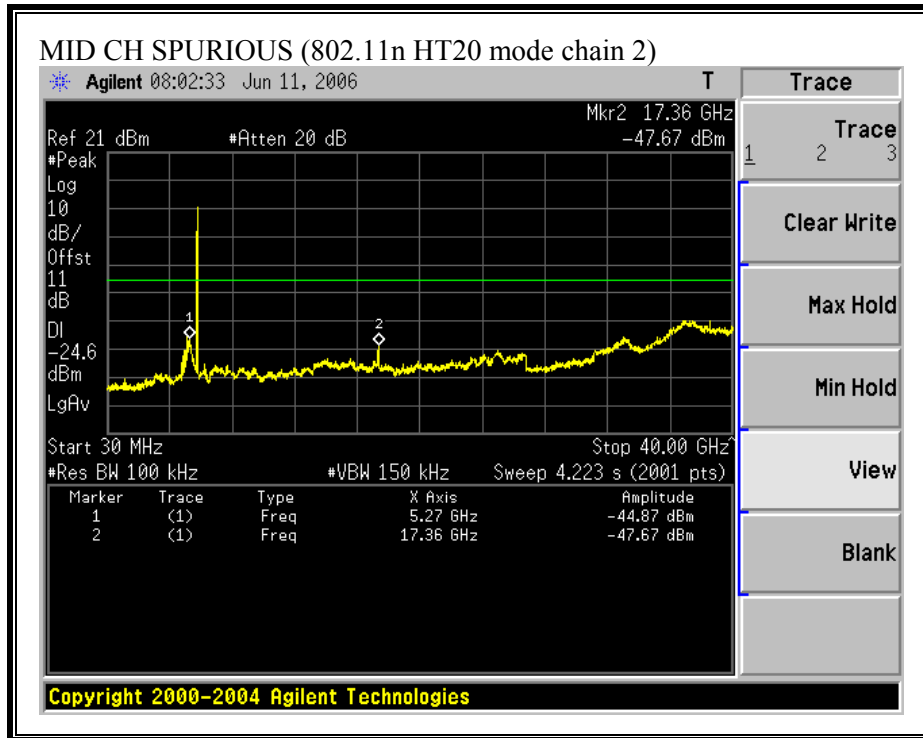 MID CH SPURIOUS (802.11n HT20 mode chain 2)
Agilent 08:02:33 Jun 11, 2006 T
Trace
Mkr2 17.36 GHz
Ref 21 dBm #Atten 20 dB -47.67 dBm
#Peak
Log
10
dB/
Offst
11
dB
DI
-24.6
dBm
LgAv
1
2
Start 30 MHz Stop 40.00 GHz^
#Res BW 100 kHz #VBW 150 kHz Sweep 4.223 s (2001 pts)
Marker Trace Type X Axis Amplitude
1 (1) Freq 5.27 GHz -44.87 dBm
2 (1) Freq 17.36 GHz -47.67 dBm
Trace
1 2 3
Clear Write
Max Hold
Min Hold
View
Blank
Copyright 2000-2004 Agilent Technologies